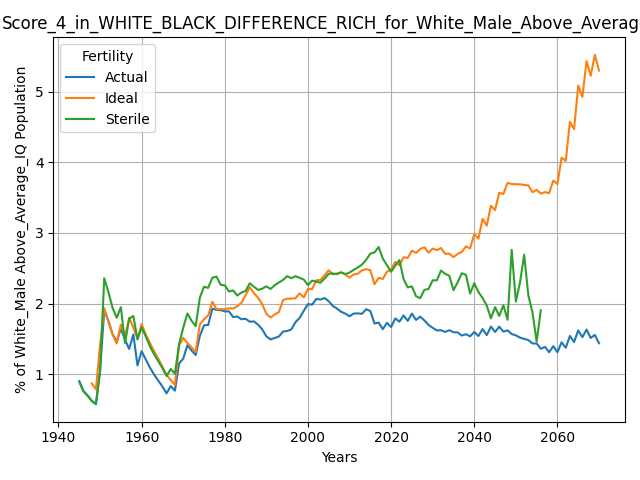 Score_4_in_WHITE_BLACK_DIFFERENCE_RICH_for_White_Male_Above_Averag
% of White_Male Above_Average_IQ Population
Fertility
Actual
Ideal
Sterile
5
4
3
2
1
1940 1960 1980 2000 2020 2040 2060
Years